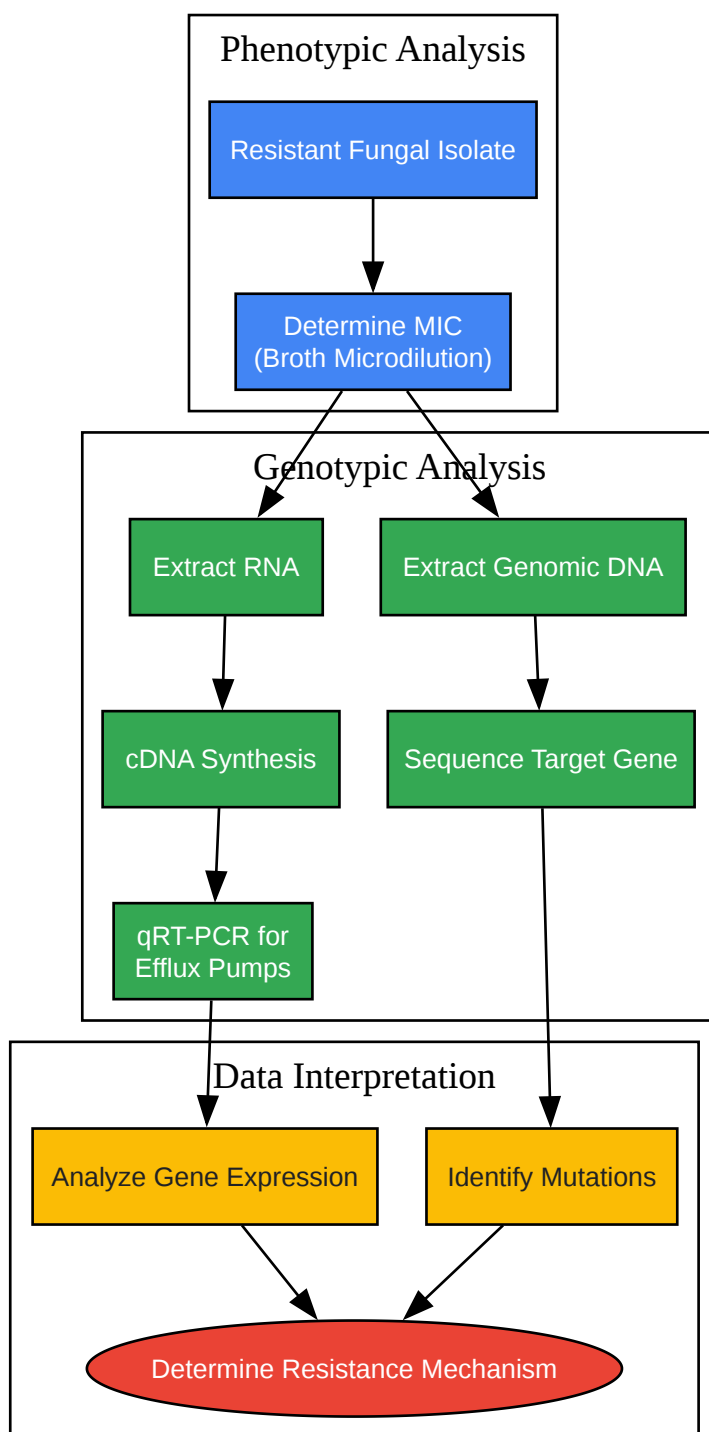 Phenotypic Analysis
Resistant Fungal Isolate
Determine MIC
(Broth Microdilution)
Genotypic Analysis
Extract RNA
Extract Genomic DNA
cDNA Synthesis
Sequence Target Gene
qRT-PCR for
Efflux Pumps
Data Interpretation
Analyze Gene Expression
Identify Mutations
Determine Resistance Mechanism